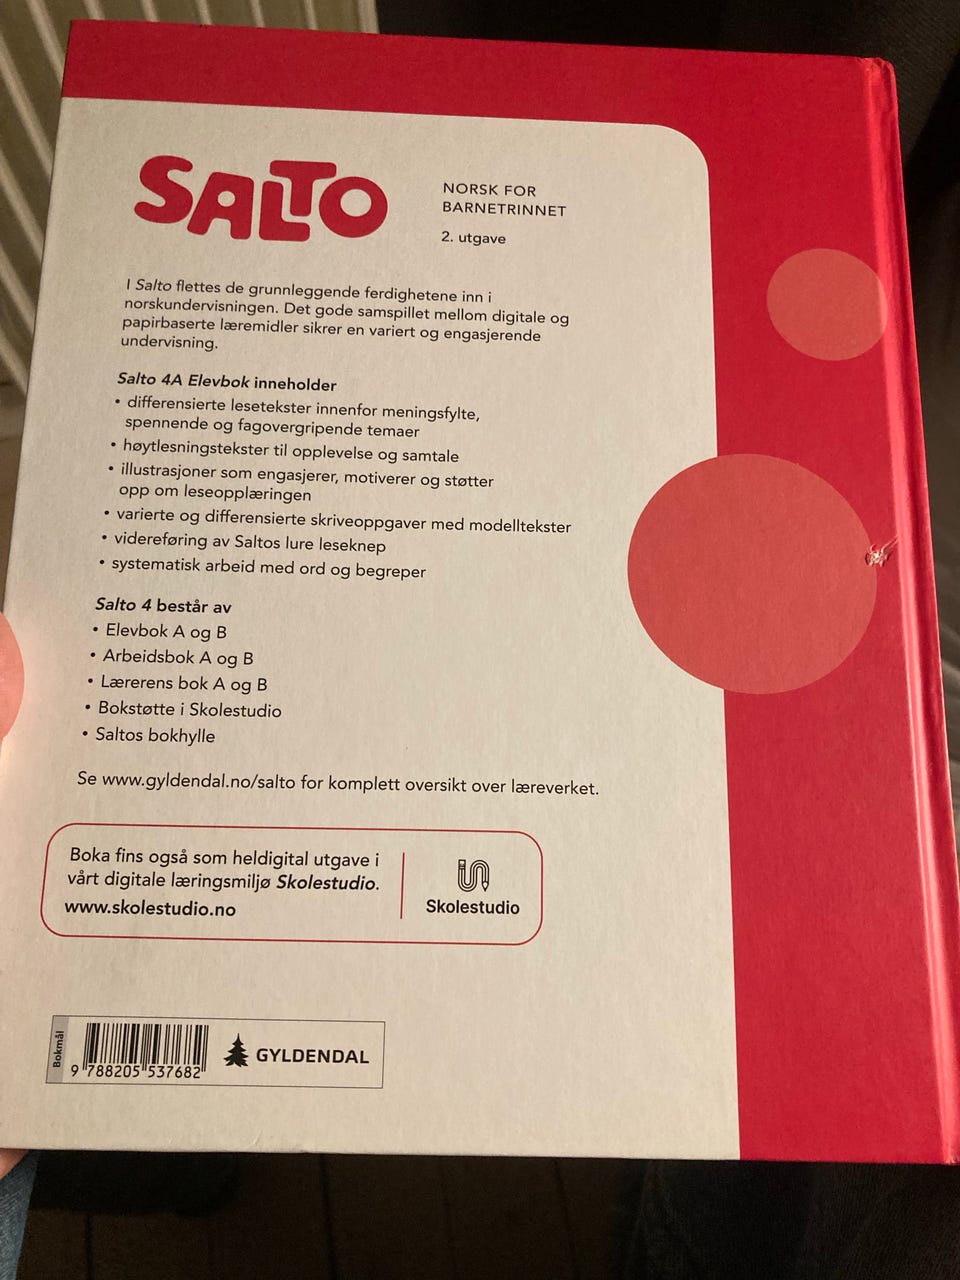 SALTO
NORSK FOR
BARNETRINNET
2. utgave
I Salto flettes de grunnleggende ferdighetene inn i
norskundervisningen. Det gode samspillet mellom digitale og
papirbaserte læremidler sikrer en variert og engasjerende
undervisning.
Salto 4A Elevbok inneholder
• differensierte lesetekster innenfor meningsfylte,
spennende og fagovergripende temaer
• høytlesningstekster til opplevelse og samtale
• illustrasjoner som engasjerer, motiverer og støtter
opp om leseopplæringen
• varierte og differensierte skriveoppgaver med modelltekster
• videreføring av Saltos lure leseknep
• systematisk arbeid med ord og begreper
Salto 4 består av
• Elevbok A og B
• Arbeidsbok A og B
• Lærerens bok A og B
• Bokstøtte i Skolestudio
• Saltos bokhylle
Se www.gyldendal.no/salto for komplett oversikt over læreverket.
Boka fins også som heldigital utgave i
vårt digitale læringsmiljø Skolestudio.
www.skolestudio.no
Skolestudio
Bokmål
9 788205 537682
GYLDENDAL